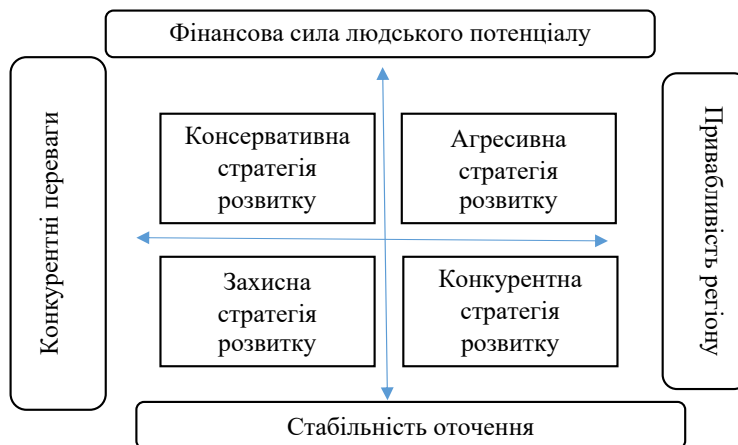 Фінансова сила людського потенціалу
Конкурентні переваги
Консервативна
стратегія
розвитку
Агресивна
стратегія
розвитку
Привабливість регіону
Захисна
стратегія
розвитку
Конкурентна
стратегія
розвитку
Стабільність оточення